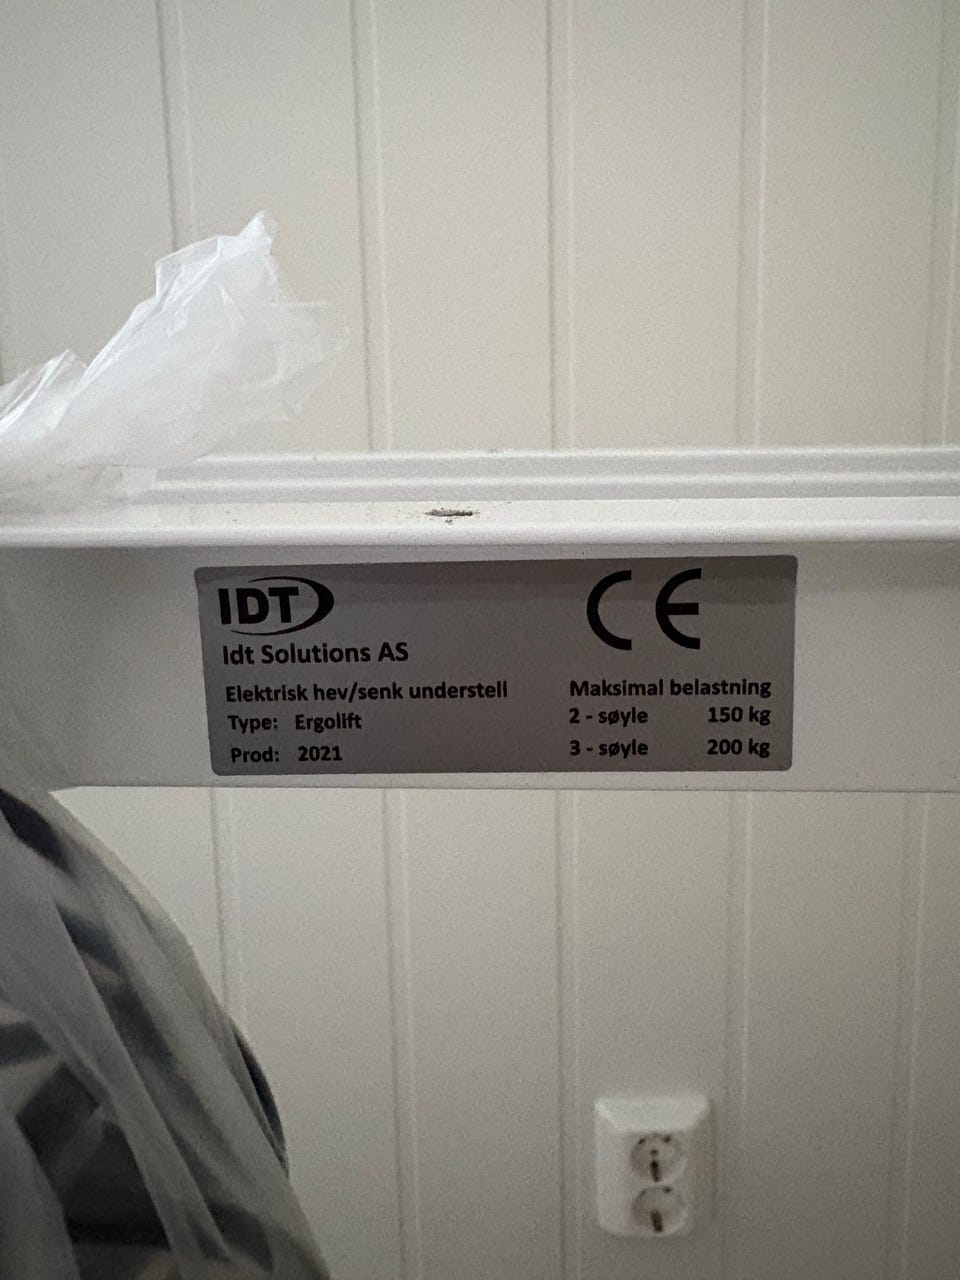 IDT
CE
Idt Solutions AS
Elektrisk hev/senk understell
Type: Ergolift
Prod: 2021
Maksimal belastning
2 - søyle 150 kg
3 - søyle 200 kg